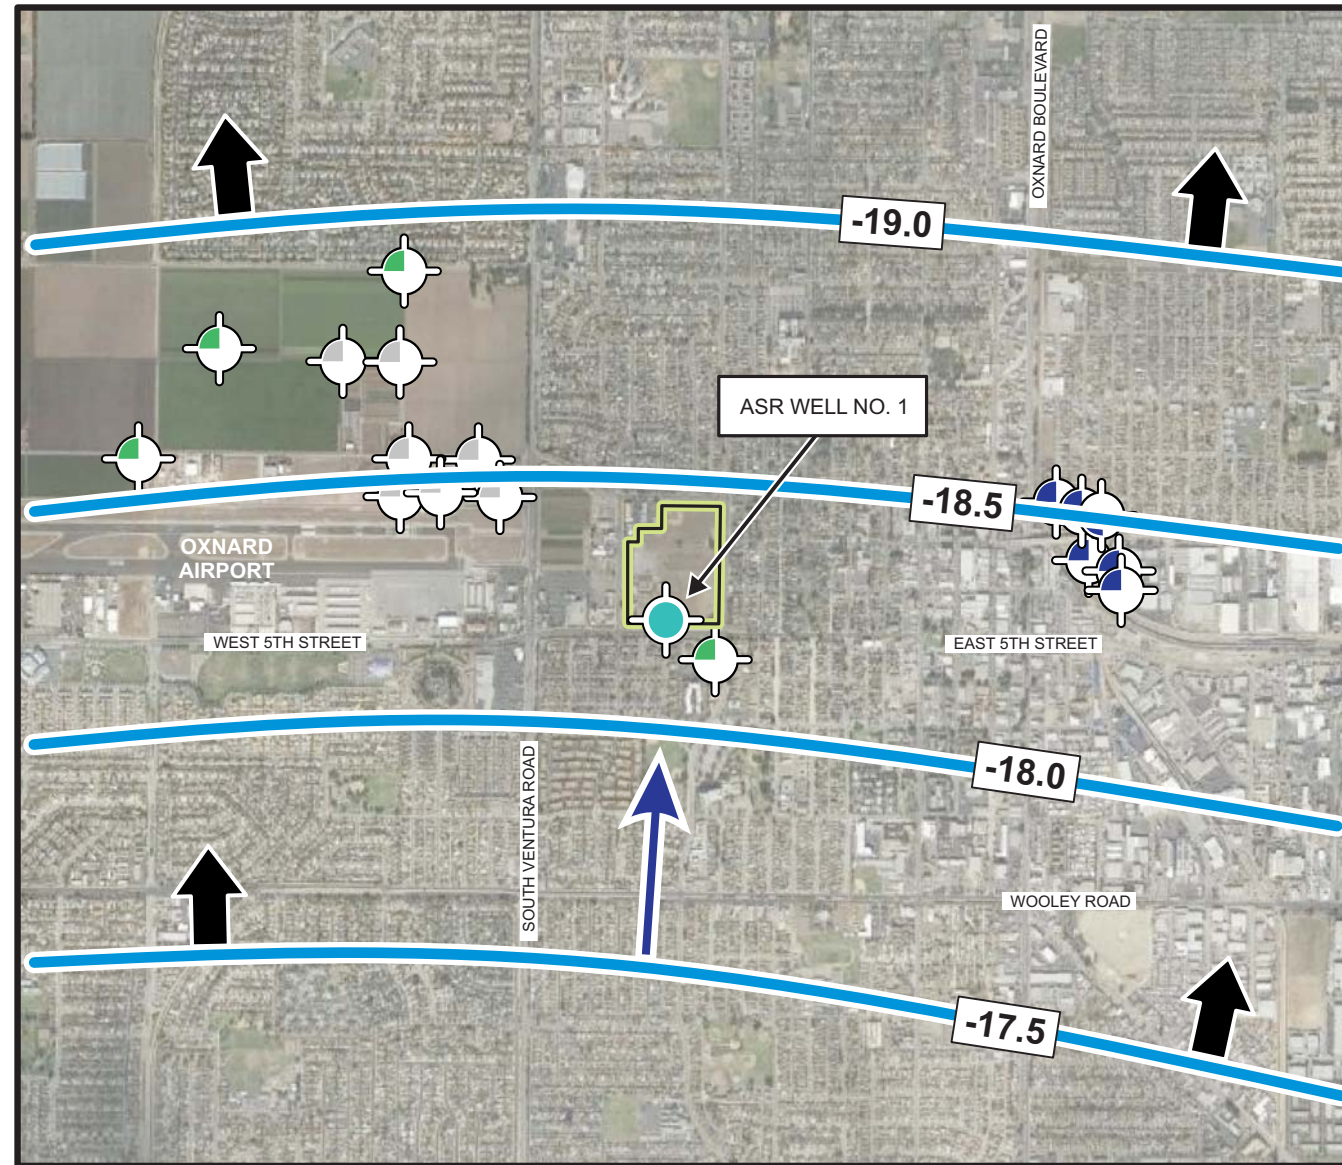 OXNARD BOULEVARD
-19.0
ASR WELL NO. 1
-18.5
OXNARD
AIRPORT
WEST 5TH STREET
EAST 5TH STREET
-18.0
SOUTH VENTURA ROAD
WOOLEY ROAD
-17.5